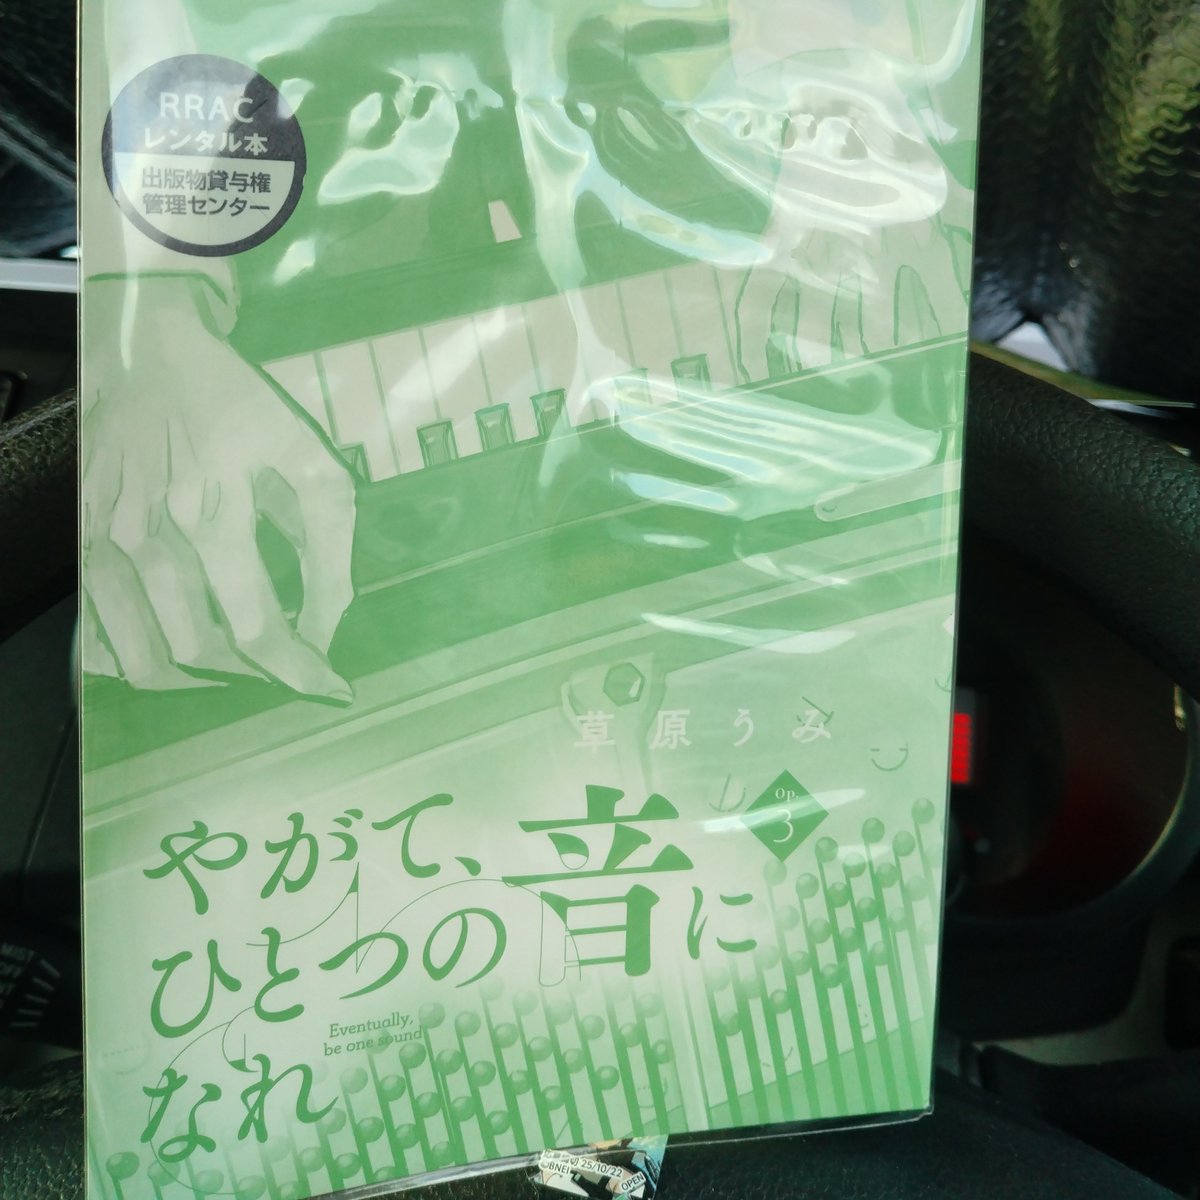 RRAC
レンタル本
出版物貸与権
管理センター
草原うみ
Op.
3
やがて、
ひとつの音に
なれ
Eventually,
be one sound
MIST
25/10/22
©BNEI
OPEN